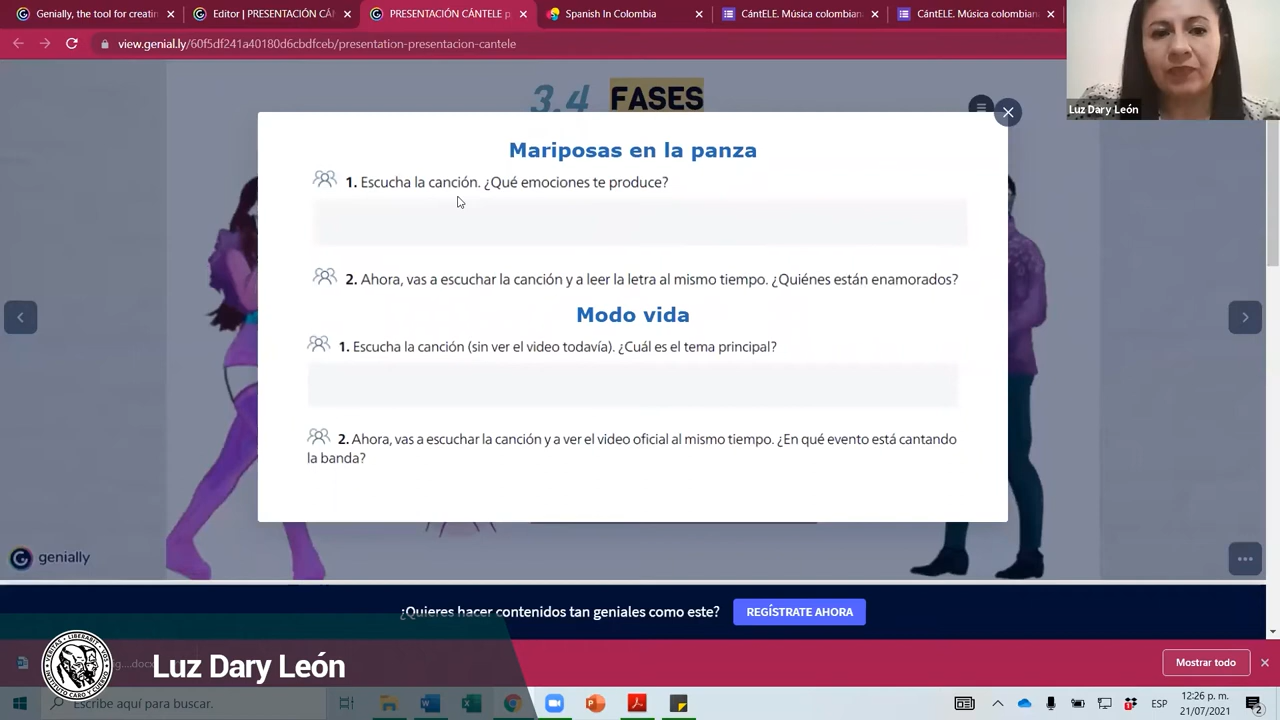 Genially, the tool for creatin
Editor | PRESENTACIÓN CÁN
PRESENTACIÓN CÁNTELE p
Spanish In Colombia
CántELE. Música colombiana
CántELE. Música colombiana
view.genial.ly/60f5df241a40180d6cbdfceb/presentation-presentacion-cantele
Luz Dary León
3.4 FASES
Mariposas en la panza
1. Escucha la canción. ¿Qué emociones te produce?
2. Ahora, vas a escuchar la canción y a leer la letra al mismo tiempo. ¿Quiénes están enamorados?
Modo vida
1. Escucha la canción (sin ver el video todavía). ¿Cuál es el tema principal?
2. Ahora, vas a escuchar la canción y a ver el video oficial al mismo tiempo. ¿En qué evento está cantando
la banda?
genially
¿Quieres hacer contenidos tan geniales como este?
REGÍSTRATE AHORA
Luz Dary León
Mostrar todo
Escribe aquí para buscar.
ESP
12:26 p. m.
21/07/2021
2